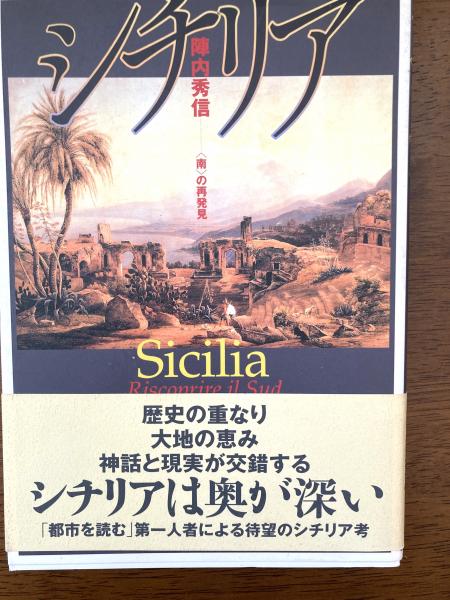 シチリア
陣内秀信
〈南〉の再発見
Sicilia
Riscoprire il Sud
歴史の重なり
大地の恵み
神話と現実が交錯する
シチリアは奥が深い
「都市を読む」第一人者による待望のシチリア考